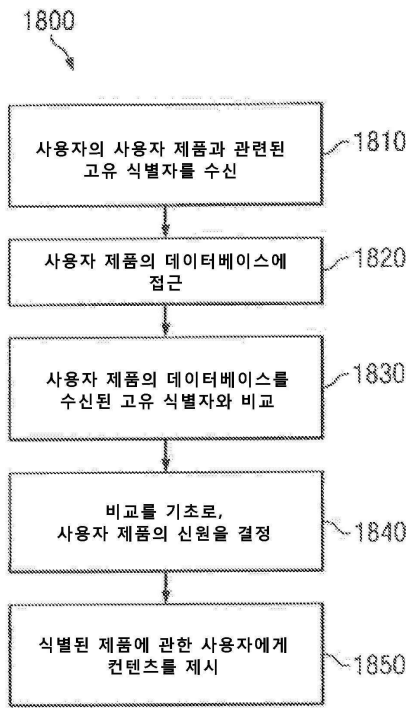 1800
사용자의 사용자 제품과 관련된
고유 식별자를 수신
1810
사용자 제품의 데이터베이스에
접근
1820
사용자 제품의 데이터베이스를
수신된 고유 식별자와 비교
1830
비교를 기초로,
사용자 제품의 신원을 결정
1840
식별된 제품에 관한 사용자에게
컨텐츠를 제시
1850